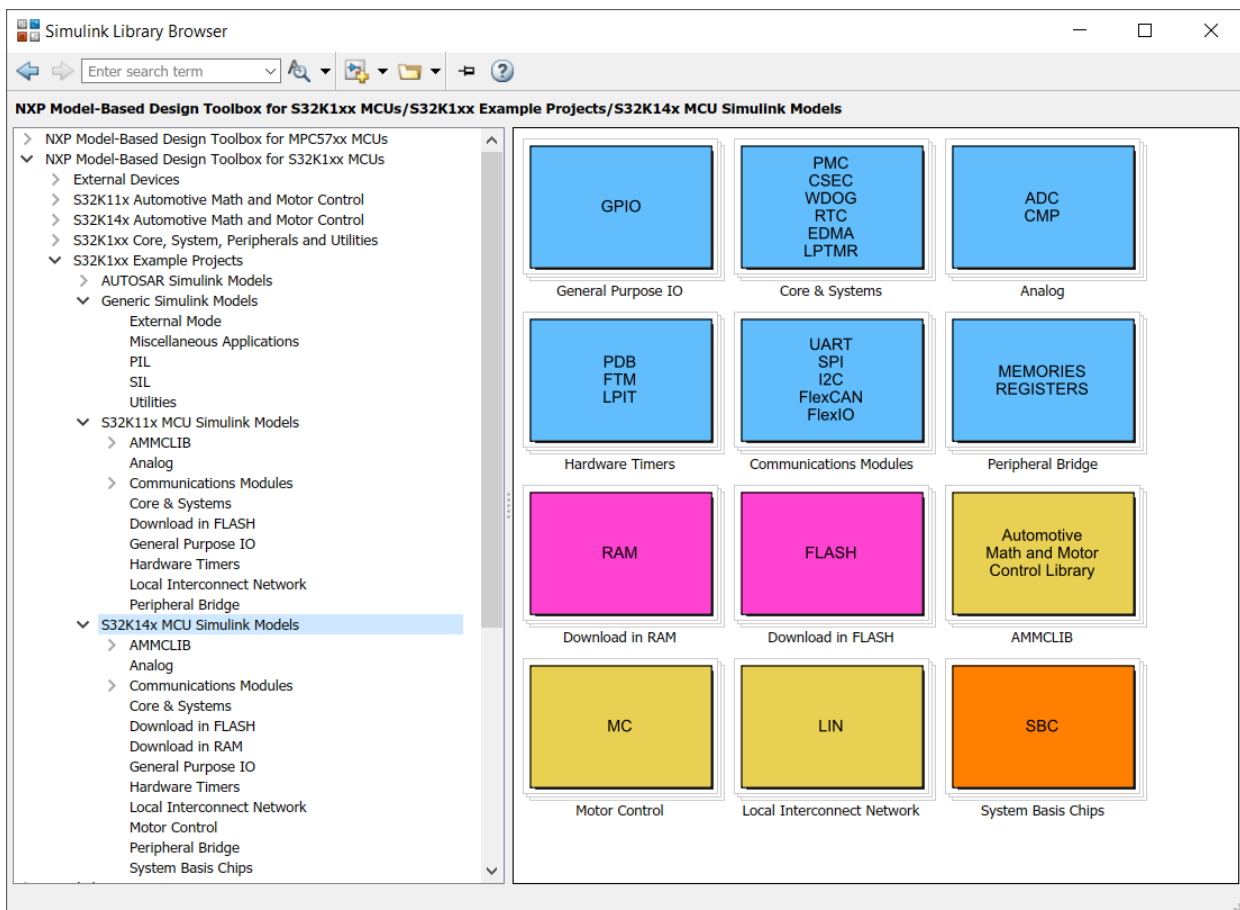 Simulink Library Browser
Enter search term
NXP Model-Based Design Toolbox for S32K1xx MCUs/S32K1xx Example Projects/S32K14x MCU Simulink Models
NXP Model-Based Design Toolbox for MPC57xx MCUs
NXP Model-Based Design Toolbox for S32K1xx MCUs
External Devices
S32K11x Automotive Math and Motor Control
S32K14x Automotive Math and Motor Control
S32K1xx Core, System, Peripherals and Utilities
S32K1xx Example Projects
AUTOSAR Simulink Models
Generic Simulink Models
External Mode
Miscellaneous Applications
PIL
SIL
Utilities
S32K11x MCU Simulink Models
AMMCLIB
Analog
Communications Modules
Core & Systems
Download in FLASH
General Purpose IO
Hardware Timers
Local Interconnect Network
Peripheral Bridge
S32K14x MCU Simulink Models
AMMCLIB
Analog
Communications Modules
Core & Systems
Download in FLASH
Download in RAM
General Purpose IO
Hardware Timers
Local Interconnect Network
Motor Control
Peripheral Bridge
System Basis Chips
GPIO
General Purpose IO
PMC
CSEC
WDOG
RTC
EDMA
LPTMR
Core & Systems
ADC
CMP
Analog
PDB
FTM
LPIT
Hardware Timers
UART
SPI
I2C
FlexCAN
FlexIO
Communications Modules
MEMORIES
REGISTERS
Peripheral Bridge
RAM
Download in RAM
FLASH
Download in FLASH
Automotive
Math and Motor
Control Library
AMMCLIB
MC
Motor Control
LIN
Local Interconnect Network
SBC
System Basis Chips